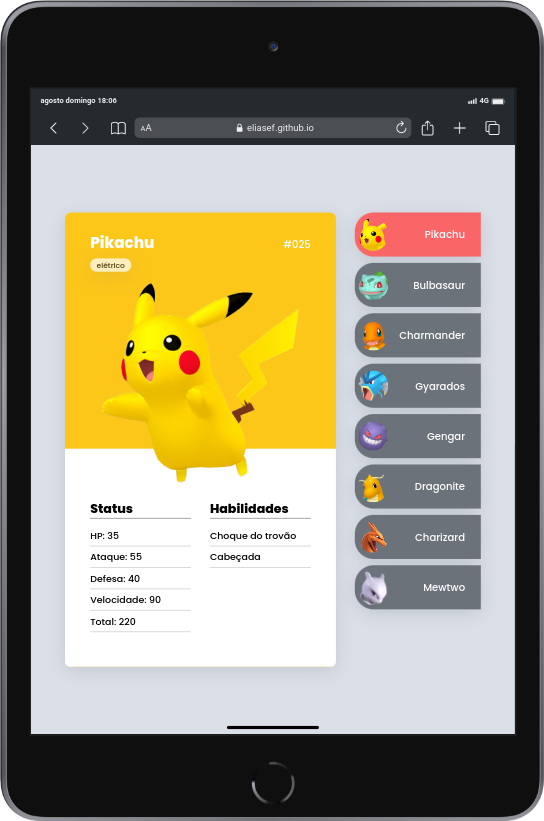 agosto domingo 18:06
4G
AA
eliasef.github.io
Pikachu
#025
elétrico
Status
HP: 35
Ataque: 55
Defesa: 40
Velocidade: 90
Total: 220
Habilidades
Choque do trovão
Cabeçada
Pikachu
Bulbasaur
Charmander
Gyarados
Gengar
Dragonite
Charizard
Mewtwo